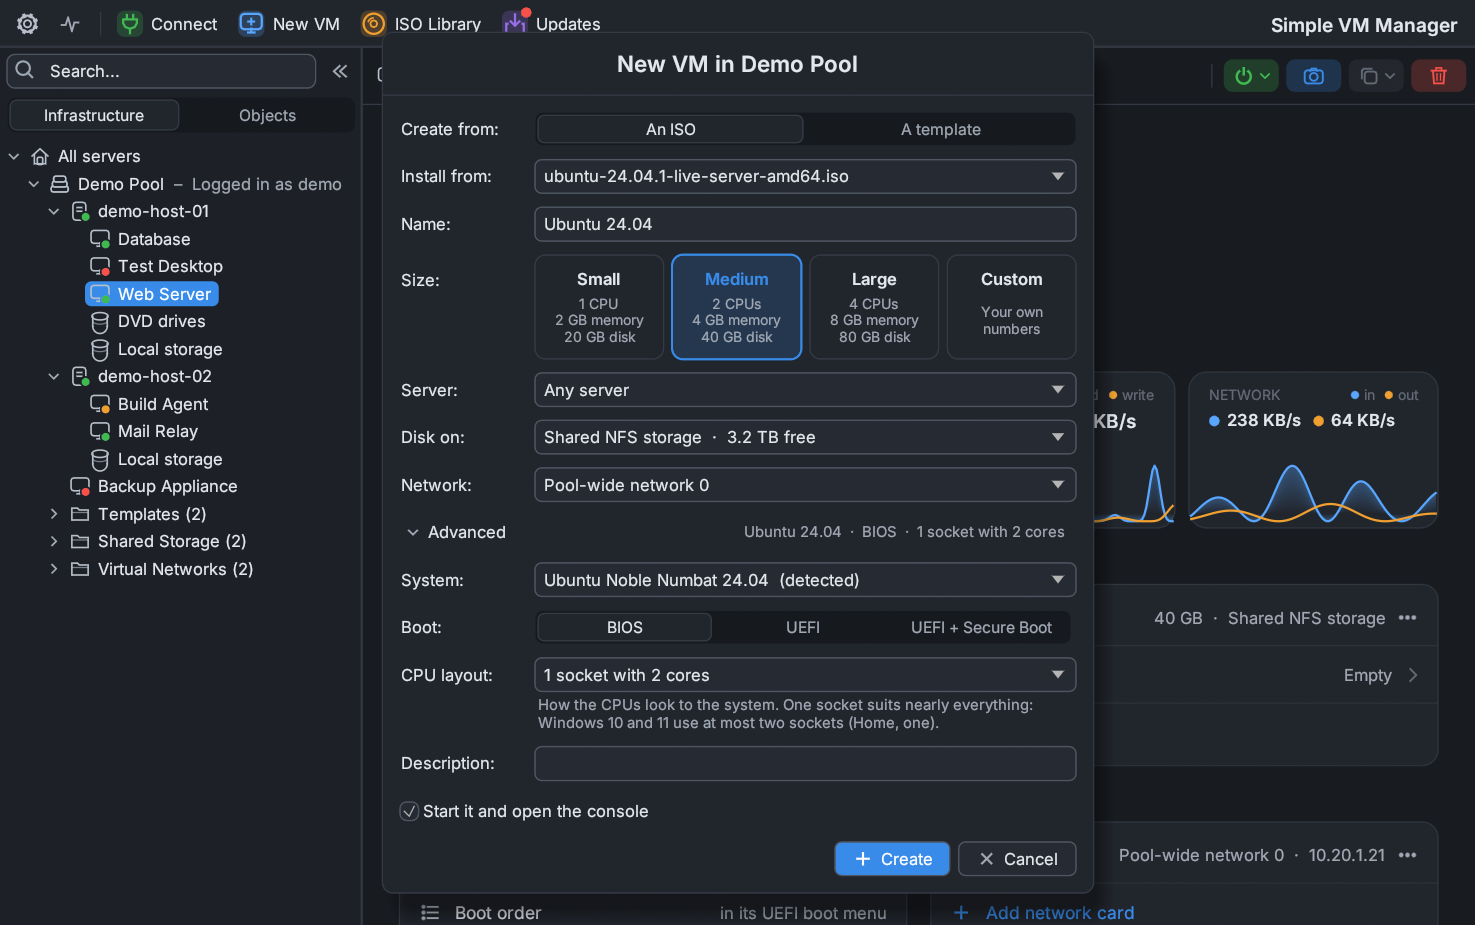 Connect
New VM
ISO Library
Updates
Simple VM Manager
Search...
Infrastructure
Objects
All servers
Demo Pool – Logged in as demo
demo-host-01
Database
Test Desktop
Web Server
DVD drives
Local storage
demo-host-02
Build Agent
Mail Relay
Local storage
Backup Appliance
Templates (2)
Shared Storage (2)
Virtual Networks (2)
New VM in Demo Pool
Create from:
An ISO
A template
Install from:
ubuntu-24.04.1-live-server-amd64.iso
Name:
Ubuntu 24.04
Size:
Small
1 CPU
2 GB memory
20 GB disk
Medium
2 CPUs
4 GB memory
40 GB disk
Large
4 CPUs
8 GB memory
80 GB disk
Custom
Your own
numbers
Server:
Any server
Disk on:
Shared NFS storage · 3.2 TB free
Network:
Pool-wide network 0
Advanced
Ubuntu 24.04 · BIOS · 1 socket with 2 cores
System:
Ubuntu Noble Numbat 24.04 (detected)
Boot:
BIOS
UEFI
UEFI + Secure Boot
CPU layout:
1 socket with 2 cores
How the CPUs look to the system. One socket suits nearly everything:
Windows 10 and 11 use at most two sockets (Home, one).
Description:
Start it and open the console
Create
Cancel
write
KB/s
NETWORK
in
out
238 KB/s
64 KB/s
40 GB · Shared NFS storage
Empty
Pool-wide network 0 · 10.20.1.21
Boot order
in its UEFI boot menu
Add network card